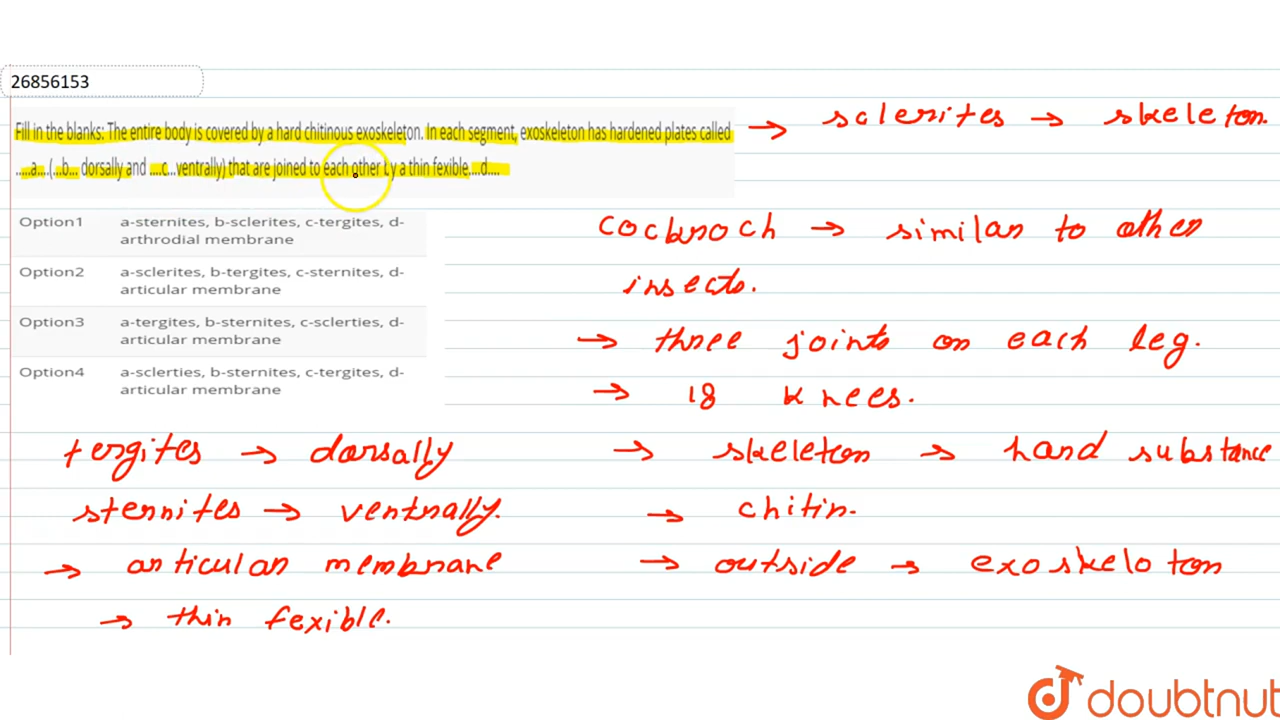 26856153
Fill in the blanks: The entire body is covered by a hard chitinous exoskeleton. In each segment, exoskeleton has hardened plates called
.....a....(...b... dorsally and ....c...ventrally) that are joined to each other by a thin fexible....d....
→ sclerites → skeleton.
Option1 a-sternites, b-sclerites, c-tergites, d-
arthrodial membrane
Option2 a-sclerites, b-tergites, c-sternites, d-
articular membrane
Option3 a-tergites, b-sternites, c-sclerties, d-
articular membrane
Option4 a-sclerties, b-sternites, c-tergites, d-
articular membrane
cockroach → similar to other
insects.
→ three joints on each leg.
→ 18 knees.
tergites → dorsally
sternites → ventrally.
→ articular membrane
→ thin fexible.
→ skeleton → hard substance
→ chitin.
→ outside → exoskeloton
doubtnut